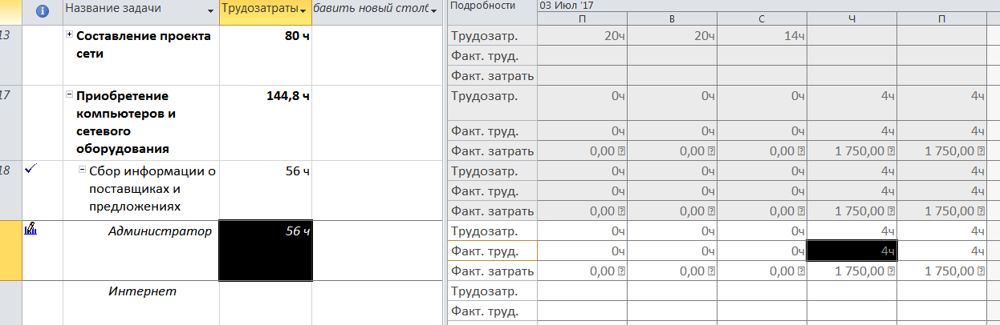 Название задачи Трудозатраты бавить новый столб Подробности 03 Июл '17
П В С Ч П
13 Составление проекта 80 ч Трудозатр. 20ч 20ч 14ч
сети Факт. труд.
Факт. затрать
17 Приобретение 144,8 ч Трудозатр. 0ч 0ч 0ч 4ч 4ч
компьютеров и
сетевого Факт. труд. 0ч 0ч 0ч 4ч 4ч
оборудования Факт. затрать 0,00 0,00 0,00 1 750,00 1 750,00
18 Сбор информации о 56 ч Трудозатр. 0ч 0ч 0ч 4ч 4ч
поставщиках и Факт. труд. 0ч 0ч 0ч 4ч 4ч
предложениях Факт. затрать 0,00 0,00 0,00 1 750,00 1 750,00
Администратор 56 ч Трудозатр. 0ч 0ч 0ч 4ч 4ч
Факт. труд. 0ч 0ч 0ч 4ч 4ч
Факт. затрать 0,00 0,00 0,00 1 750,00 1 750,00
Интернет Трудозатр.
Факт. труд.